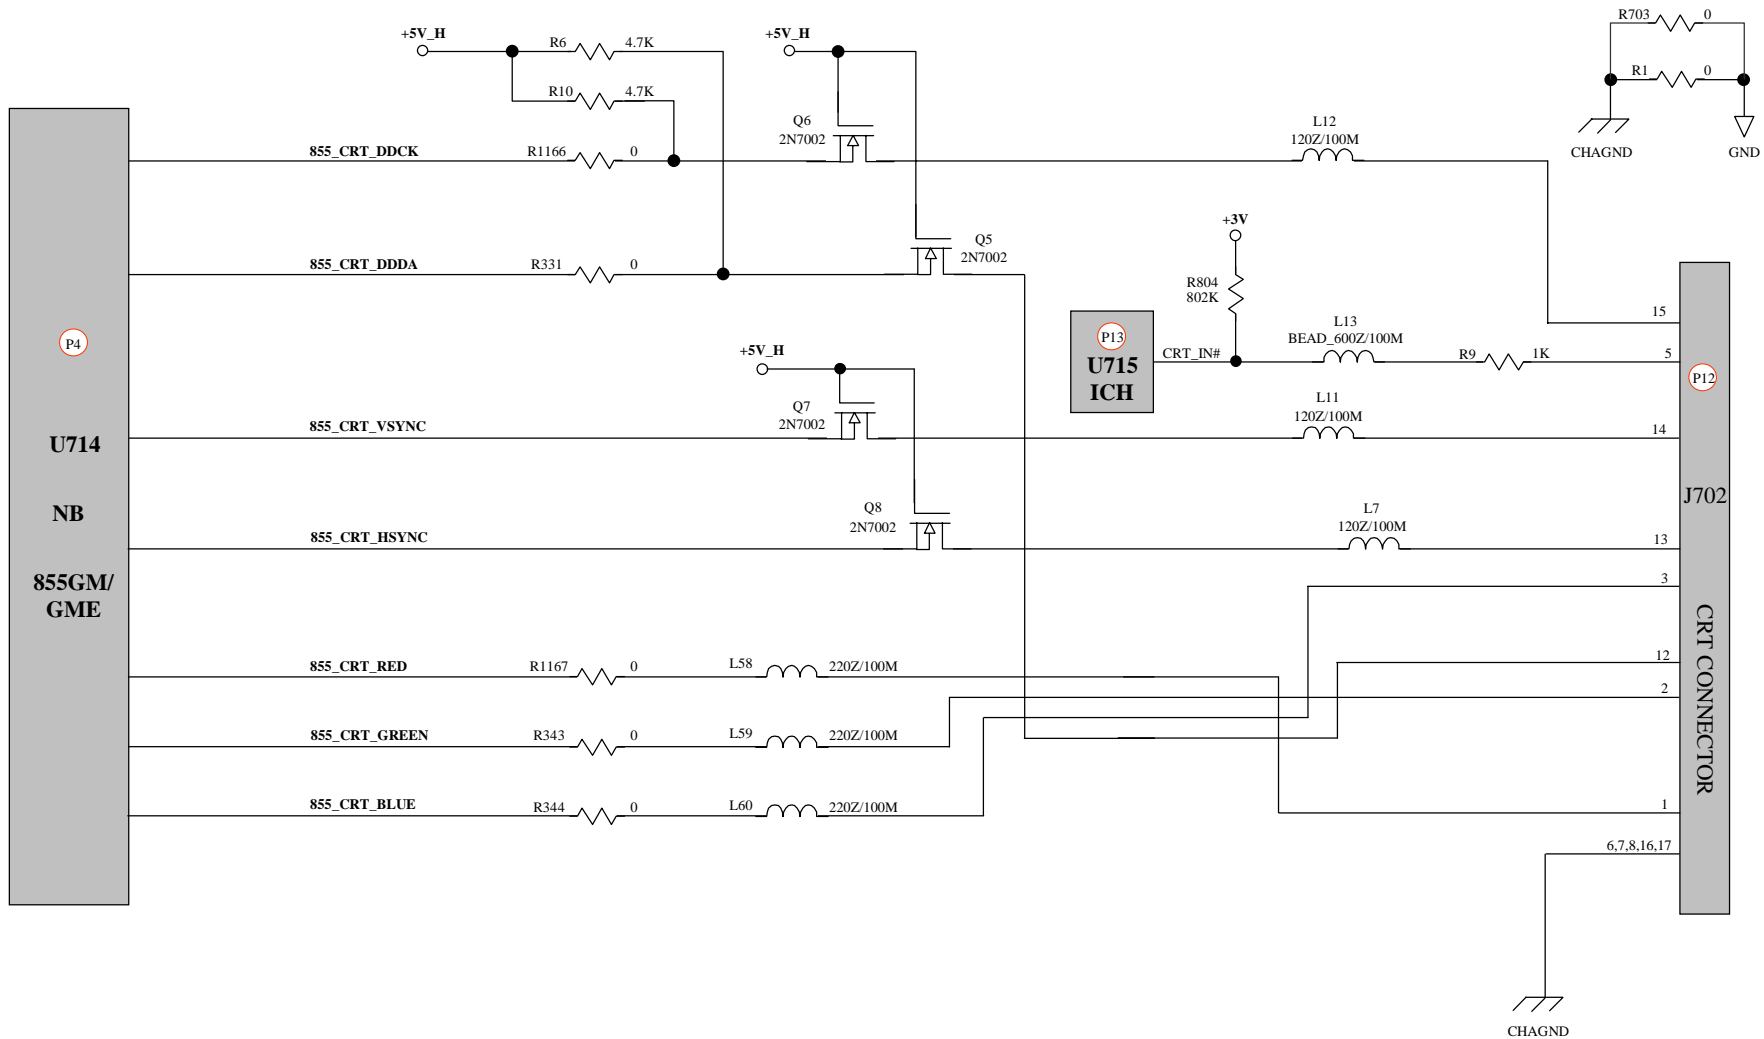 +5V_H
R6 4.7K
R10 4.7K
+5V_H
R703 0
R1 0
CHAGND
GND
Q6
2N7002
L12
120Z/100M
855_CRT_DDCK
R1166 0
Q5
2N7002
+3V
R804
802K
855_CRT_DDDA
R331 0
P4
U714
NB
855GM/
GME
P13
U715
ICH
CRT_IN#
L13
BEAD_600Z/100M
R9 1K
15
5
P12
+5V_H
Q7
2N7002
L11
120Z/100M
855_CRT_VSYNC
14
J702
Q8
2N7002
L7
120Z/100M
855_CRT_HSYNC
13
3
CRT CONNECTOR
855_CRT_RED
R1167 0
L58 220Z/100M
12
2
855_CRT_GREEN
R343 0
L59 220Z/100M
855_CRT_BLUE
R344 0
L60 220Z/100M
1
6,7,8,16,17
CHAGND